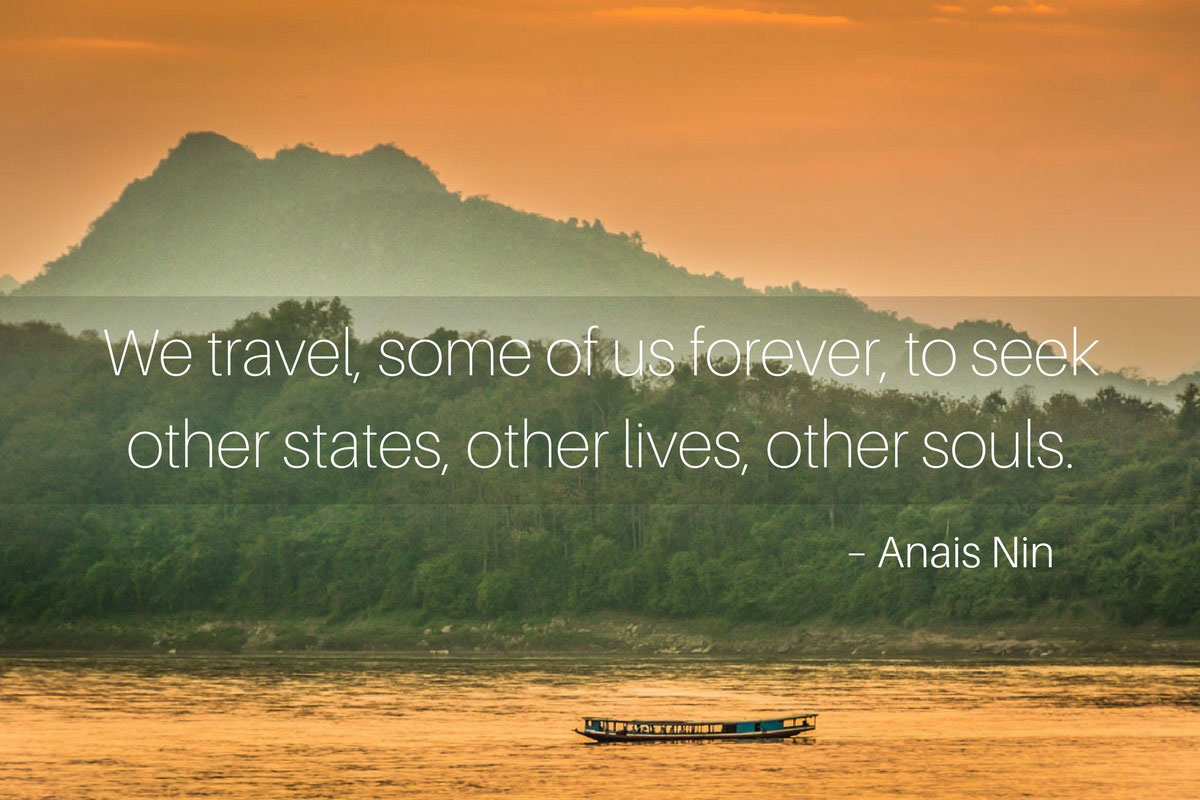 We travel, some of us forever, to seek
other states, other lives, other souls.
– Anais Nin